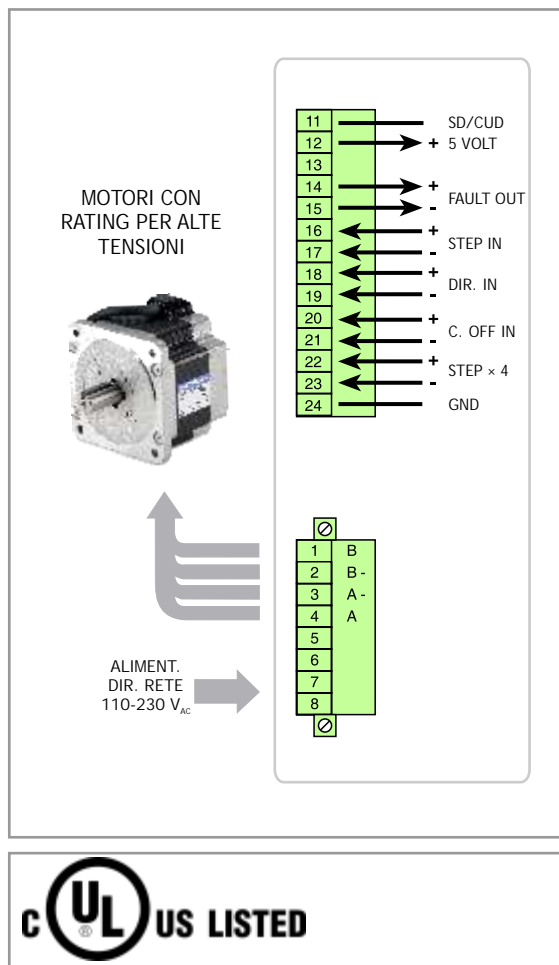 MOTORI CON
RATING PER ALTE
TENSIONI
11 SD/CUD
12 + 5 VOLT
13
14 +
FAULT OUT
15 -
16 +
STEP IN
17 -
18 +
DIR. IN
19 -
20 +
C. OFF IN
21 -
22 +
STEP × 4
23 -
24 GND
1 B
2 B -
3 A -
4 A
5
6
7
8
ALIMENT.
DIR. RETE
110-230 VAC
C UL ® US LISTED